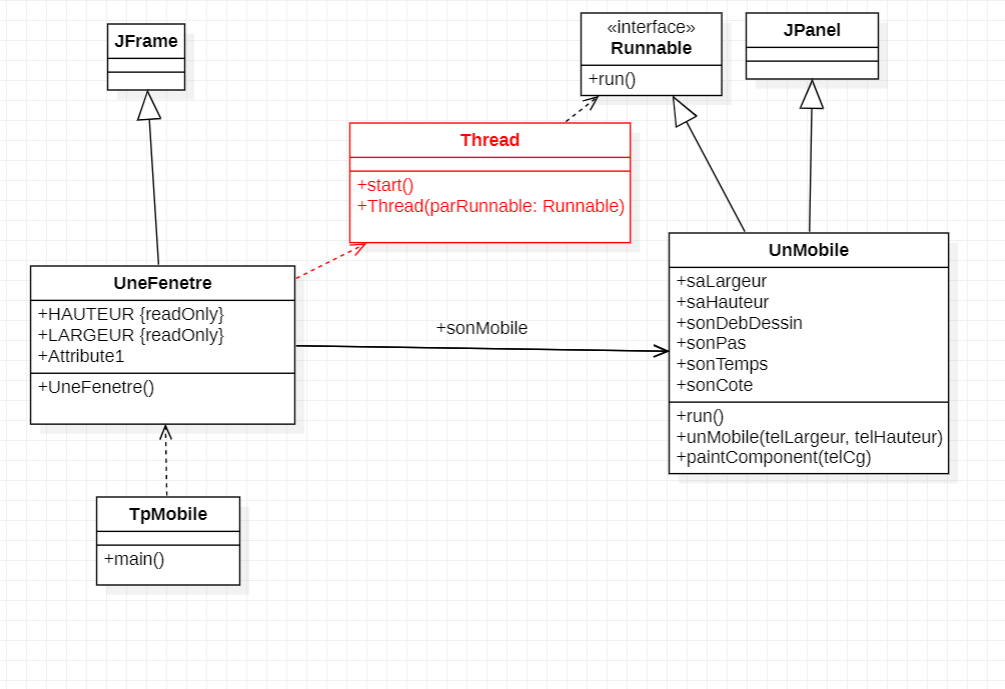 JFrame
«interface»
Runnable
+run()
JPanel
Thread
+start()
+Thread(parRunnable: Runnable)
UneFenetre
+HAUTEUR {readOnly}
+LARGEUR {readOnly}
+Attribute1
+UneFenetre()
+sonMobile
UnMobile
+saLargeur
+saHauteur
+sonDebDessin
+sonPas
+sonTemps
+sonCote
+run()
+unMobile(telLargeur, telHauteur)
+paintComponent(telCg)
TpMobile
+main()